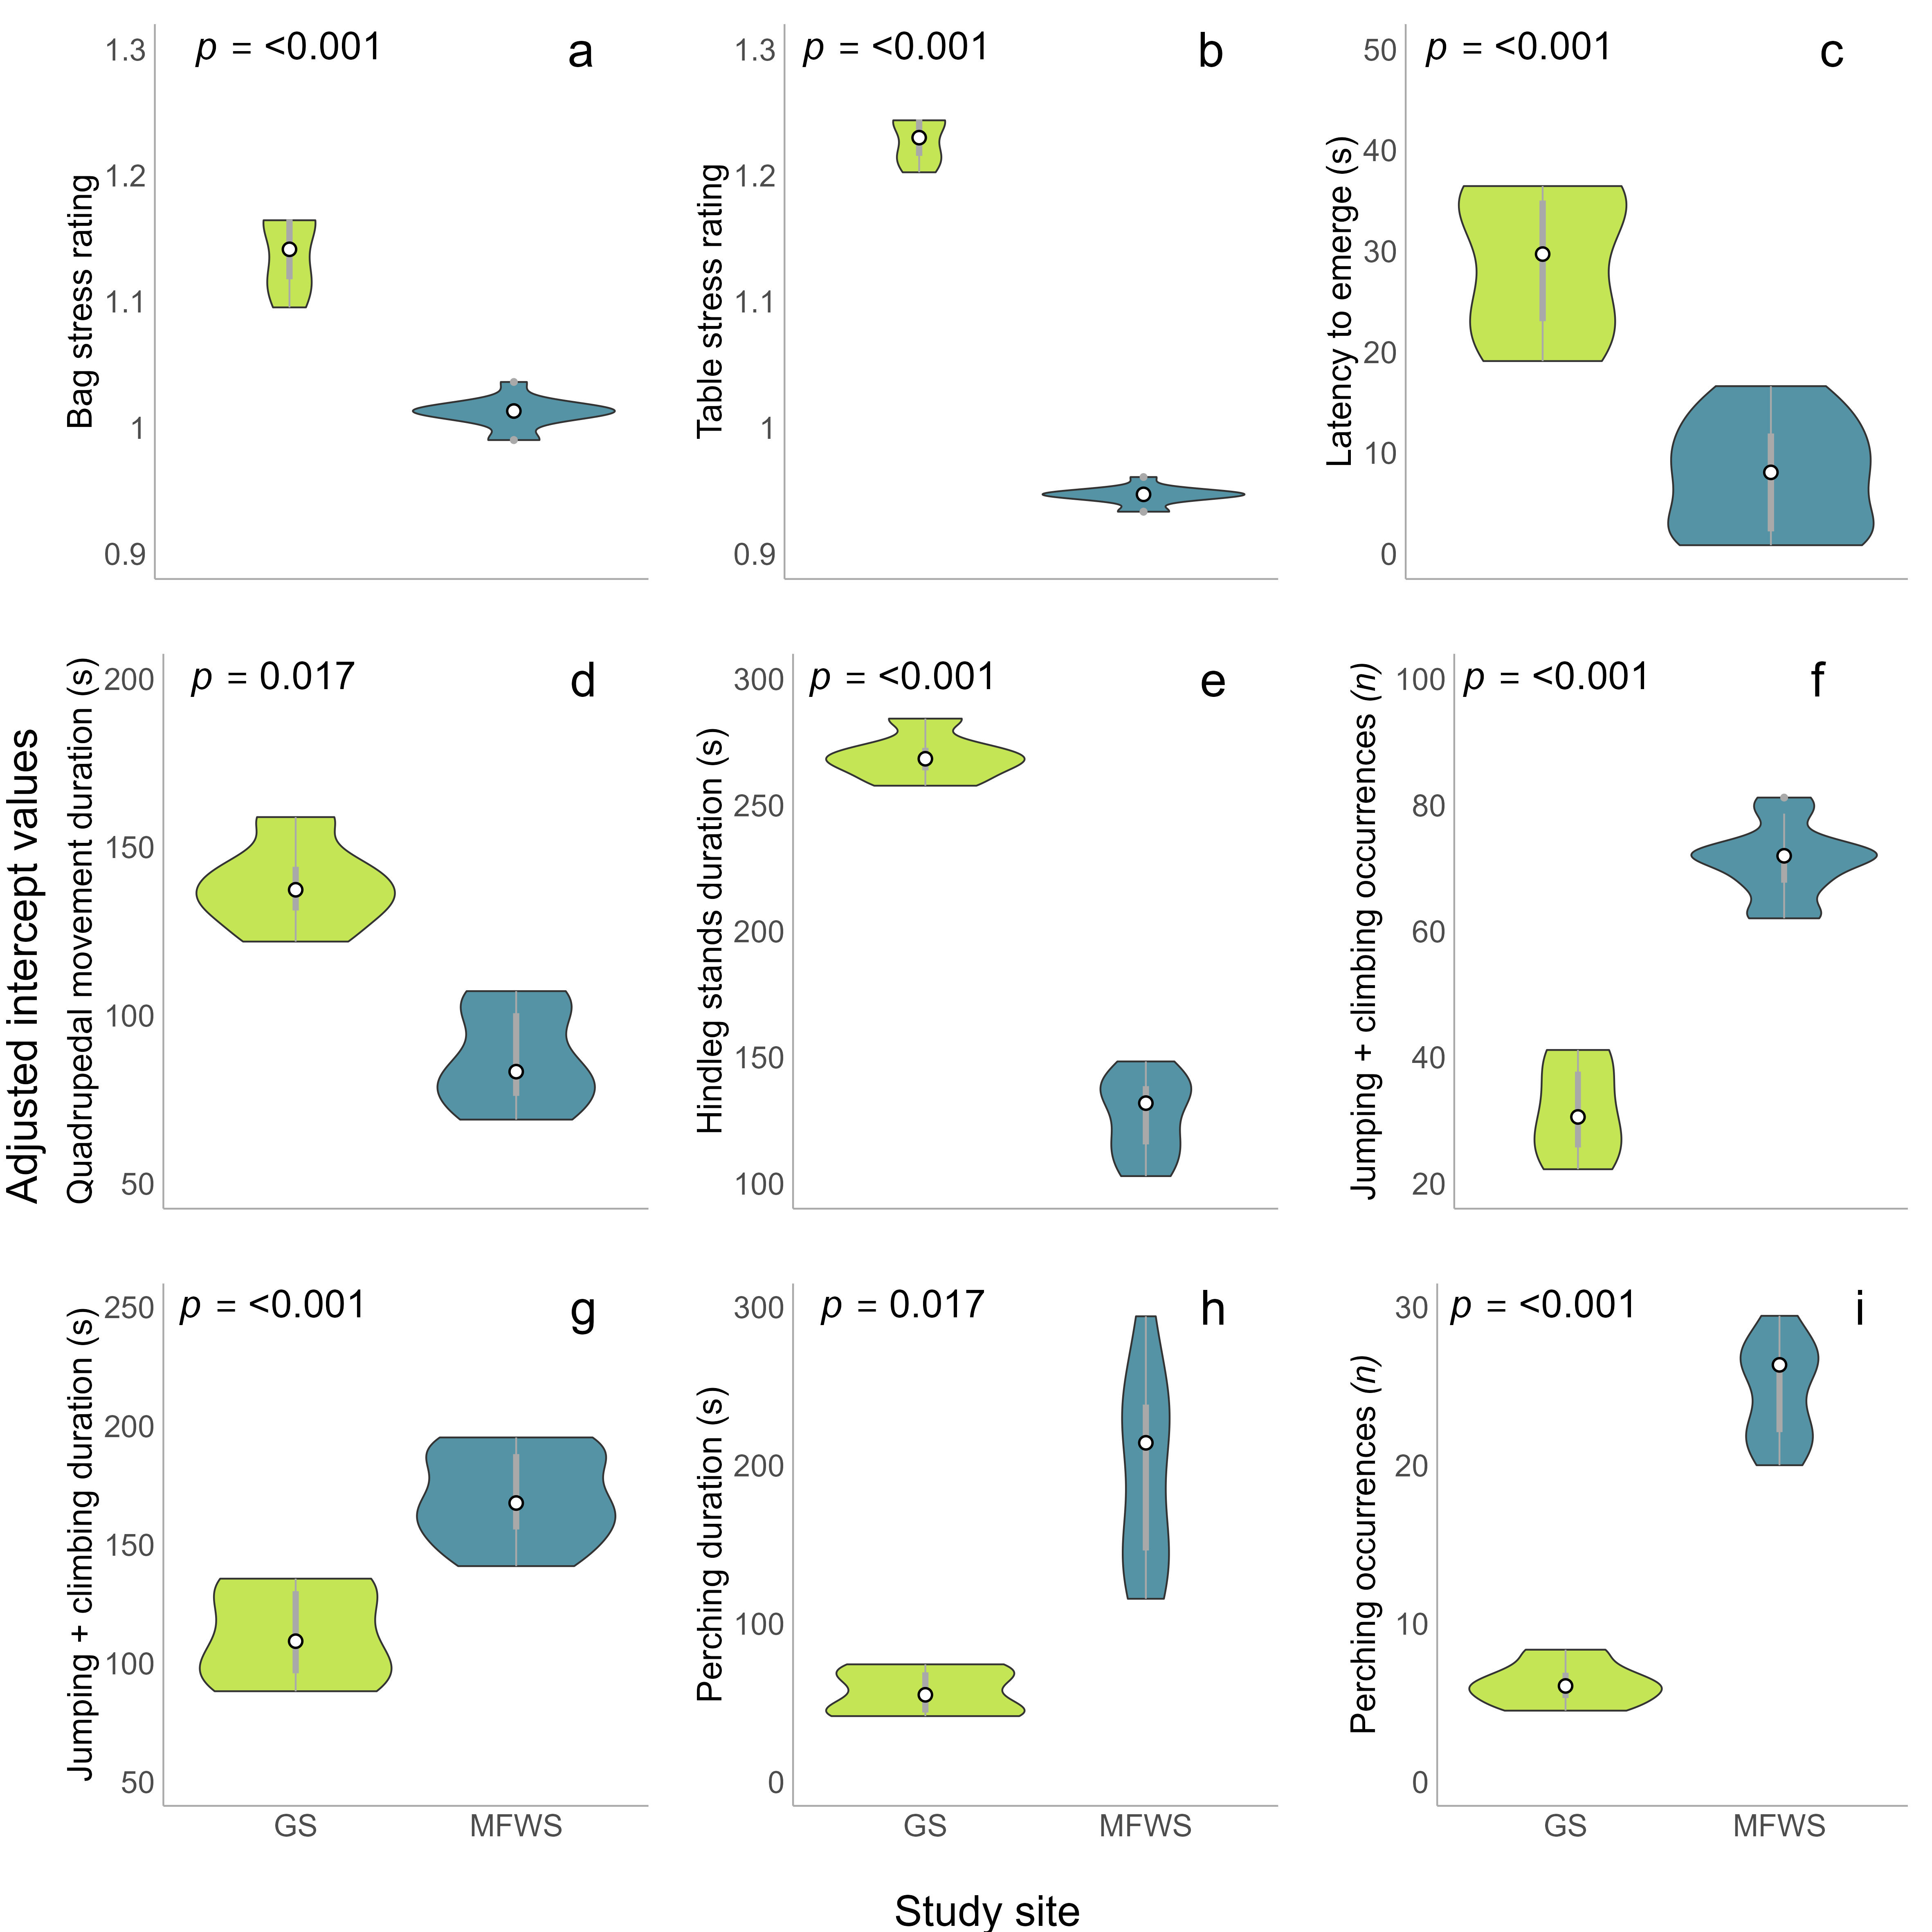 p = <0.001 a
Bag stress rating
1.3
1.2
1.1
1
0.9
p = <0.001 b
Table stress rating
1.3
1.2
1.1
1
0.9
p = <0.001 c
Latency to emerge (s)
50
40
30
20
10
0
Adjusted intercept values
p = 0.017 d
Quadrupedal movement duration (s)
200
150
100
50
p = <0.001 e
Hindleg stands duration (s)
300
250
200
150
100
p = <0.001 f
Jumping + climbing occurrences (n)
100
80
60
40
20
p = <0.001 g
Jumping + climbing duration (s)
250
200
150
100
50
GS MFWS
p = 0.017 h
Perching duration (s)
300
200
100
0
GS MFWS
p = <0.001 i
Perching occurrences (n)
30
20
10
0
GS MFWS
Study site